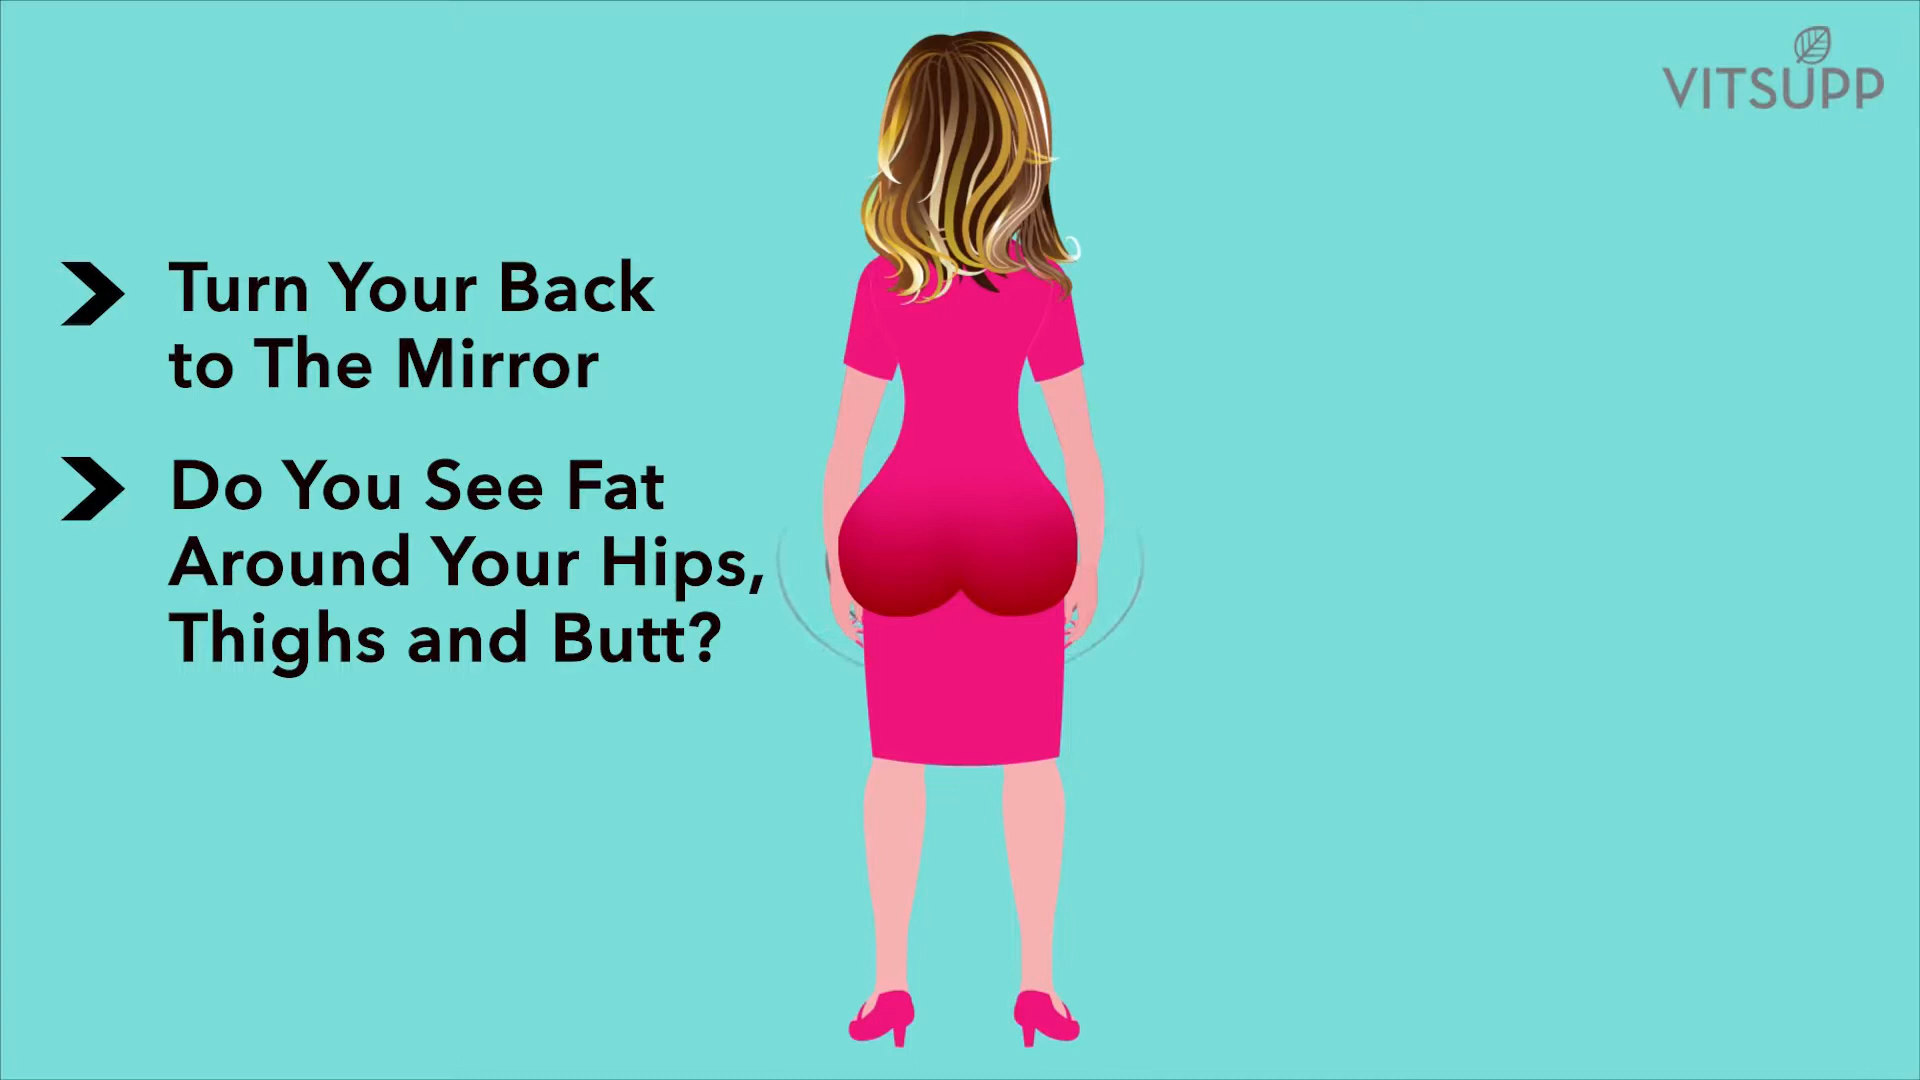 VITSUPP
Turn Your Back
to The Mirror
Do You See Fat
Around Your Hips,
Thighs and Butt?